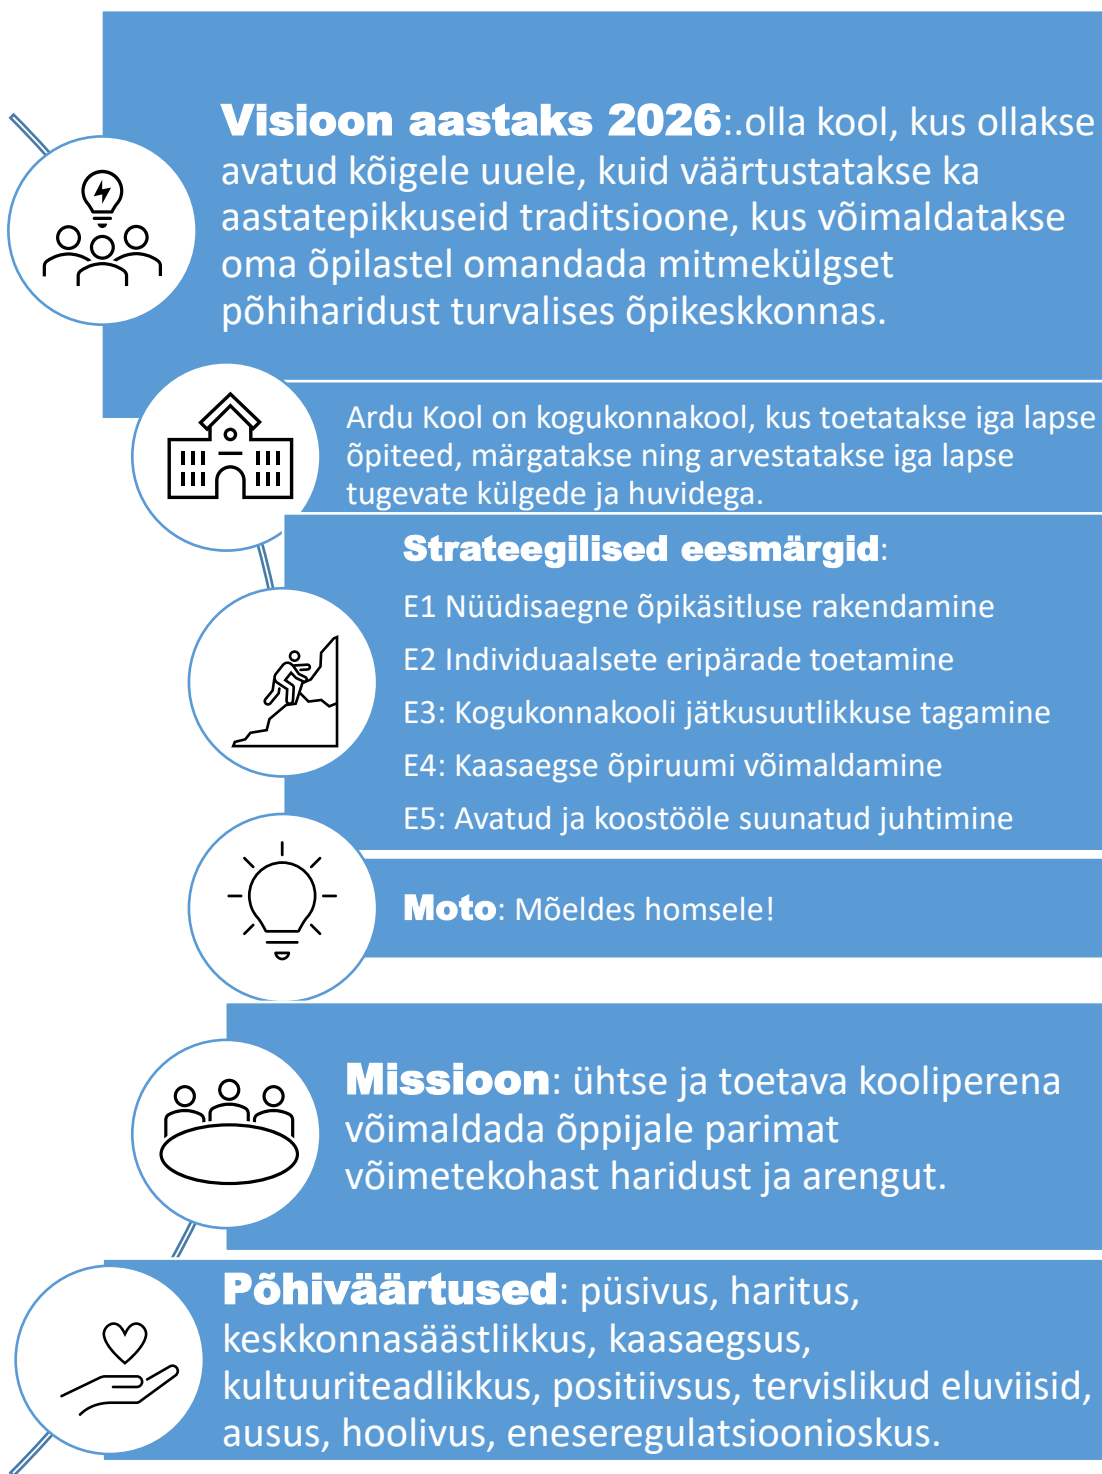 Visioon aastaks 2026:.olla kool, kus ollakse
avatud kõigele uuele, kuid väärtustatakse ka
aastatepikkuseid traditsioone, kus võimaldatakse
oma õpilastel omandada mitmekülgset
põhiharidust turvalises õpikeskkonnas.
Ardu Kool on kogukonnakool, kus toetatakse iga lapse
õpiteed, märgatakse ning arvestatakse iga lapse
tugevate külgede ja huvidega.
Strateegilised eesmärgid:
E1 Nüüdisaegne õpikäsitluse rakendamine
E2 Individuaalsete eripärade toetamine
E3: Kogukonnakooli jätkusuutlikkuse tagamine
E4: Kaasaegse õpiruumi võimaldamine
E5: Avatud ja koostööle suunatud juhtimine
Moto: Mõeldes homsele!
Missioon: ühtse ja toetava kooliperena
võimaldada õppijale parimat
võimetekohast haridust ja arengut.
Põhiväärtused: püsivus, haritus,
keskkonnasäästlikkus, kaasaegsus,
kultuuriteadlikkus, positiivsus, tervislikud eluviisid,
ausus, hoolivus, eneseregulatsioonioskus.